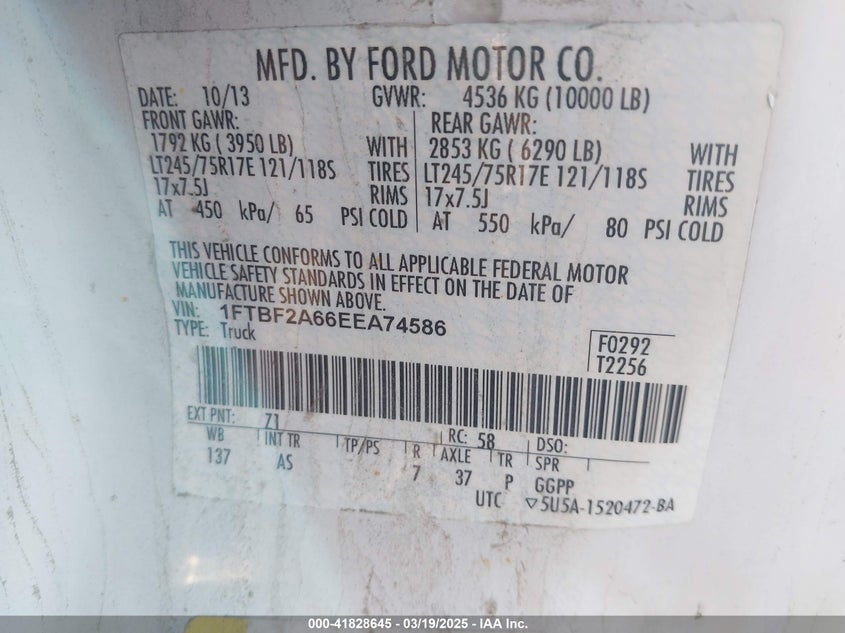 MFD. BY FORD MOTOR CO.
DATE: 10/13 GVWR: 4536 KG (10000 LB)
FRONT GAWR: REAR GAWR:
1792 KG ( 3950 LB) WITH 2853 KG ( 6290 LB) WITH
LT245/75R17E 121/118S TIRES LT245/75R17E 121/118S TIRES
17x7.5J RIMS 17x7.5J RIMS
AT 450 kPa/ 65 PSI COLD AT 550 kPa/ 80 PSI COLD
THIS VEHICLE CONFORMS TO ALL APPLICABLE FEDERAL MOTOR
VEHICLE SAFETY STANDARDS IN EFFECT ON THE DATE OF
MANUFACTURE SHOWN ABOVE.
VIN: 1FTBF2A66EEA74586
TYPE: Truck
F0292
T2256
EXT PNT: Z1 RC: 58 DSO:
WB INT TR TP/PS R AXLE TR SPR
137 AS 7 37 P GGPP
UTC ▽5U5A-1520472-BA
000-41828645 - 03/19/2025 - IAA Inc.